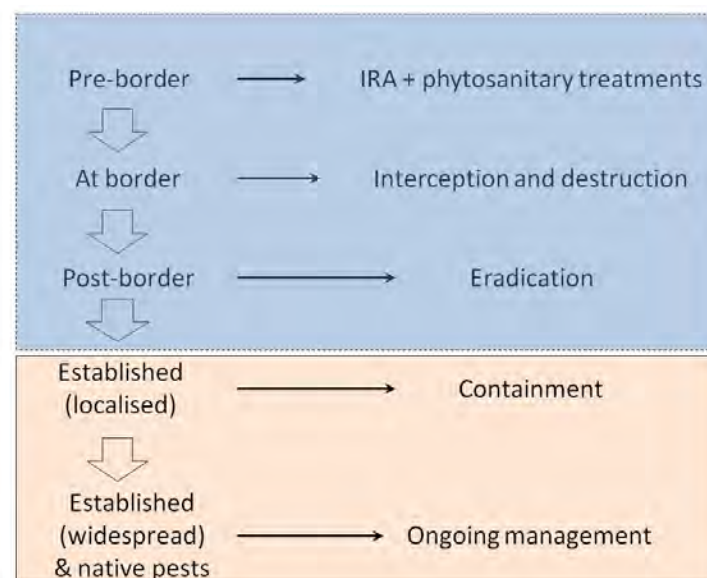 Pre-border IRA + phytosanitary treatments
At border Interception and destruction
Post-border Eradication
Established
(localised)
Containment
Established
(widespread)
& native pests
Ongoing management